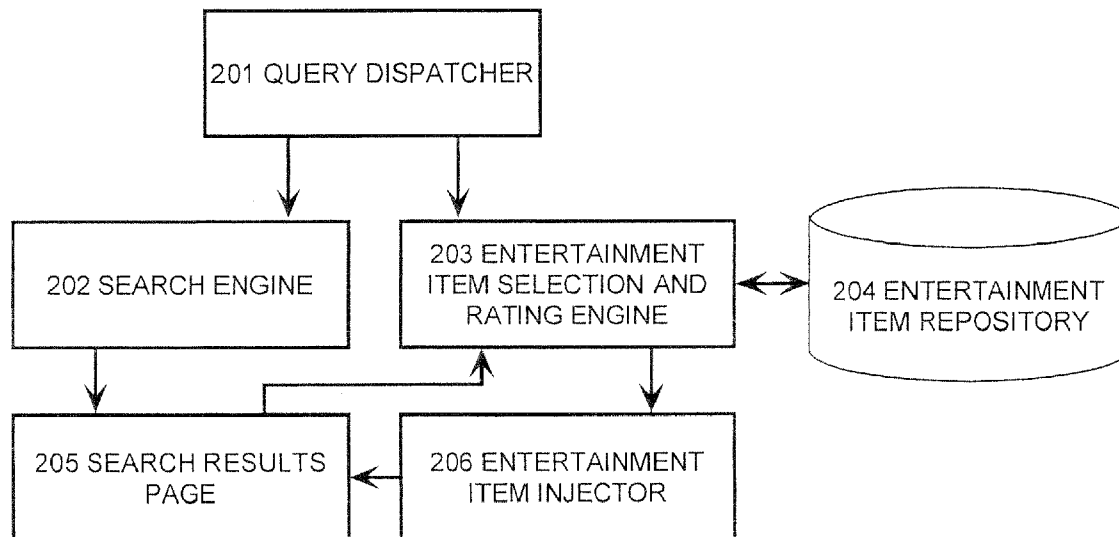 201 QUERY DISPATCHER
202 SEARCH ENGINE
203 ENTERTAINMENT
ITEM SELECTION AND
RATING ENGINE
204 ENTERTAINMENT
ITEM REPOSITORY
205 SEARCH RESULTS
PAGE
206 ENTERTAINMENT
ITEM INJECTOR